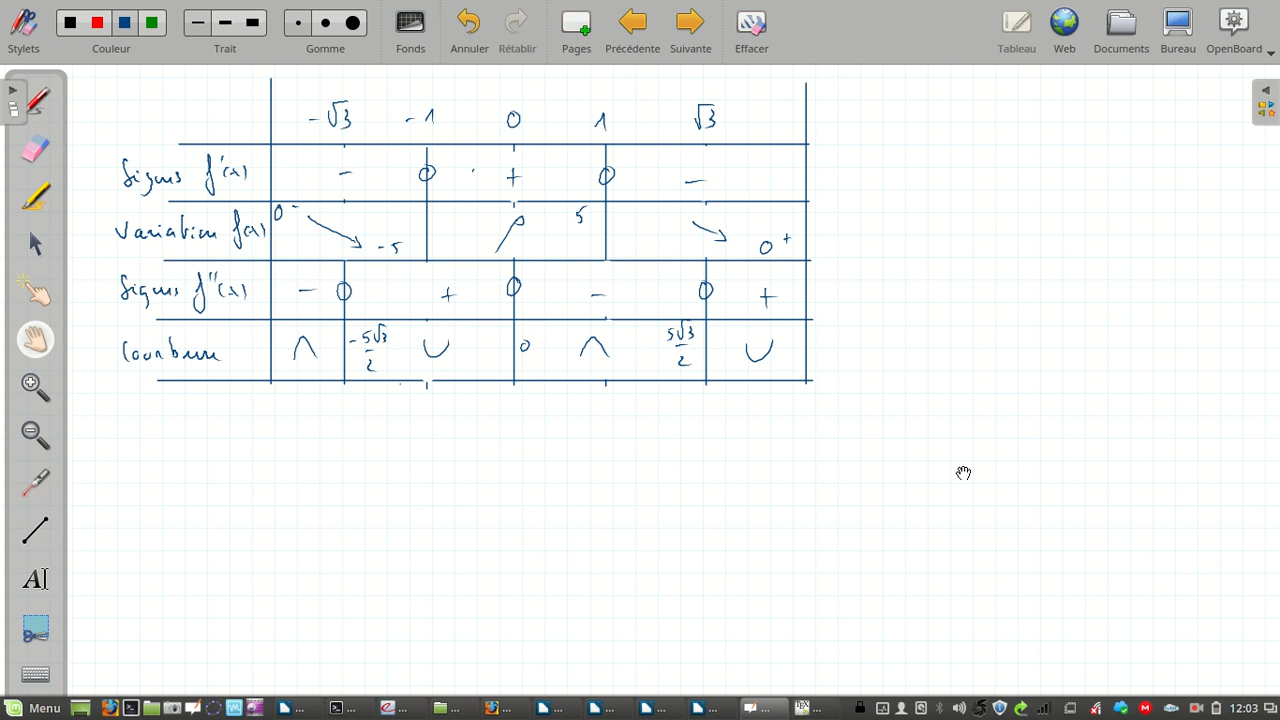 Stylets Couleur Trait Gomme Fonds Annuler Rétablir Pages Précédente Suivante Effacer Tableau Web Documents Bureau OpenBoard
-√3 -1 0 1 √3
Signe f'(x) - 0 + 0 -
Variation f(x) 0⁻ -5 5 0⁺
Signe f''(x) - 0 + 0 - 0 +
Courbure -5√3/2 0 5√3/2
Menu ... ... ... ... ... ... ... ... ... ... 12:03